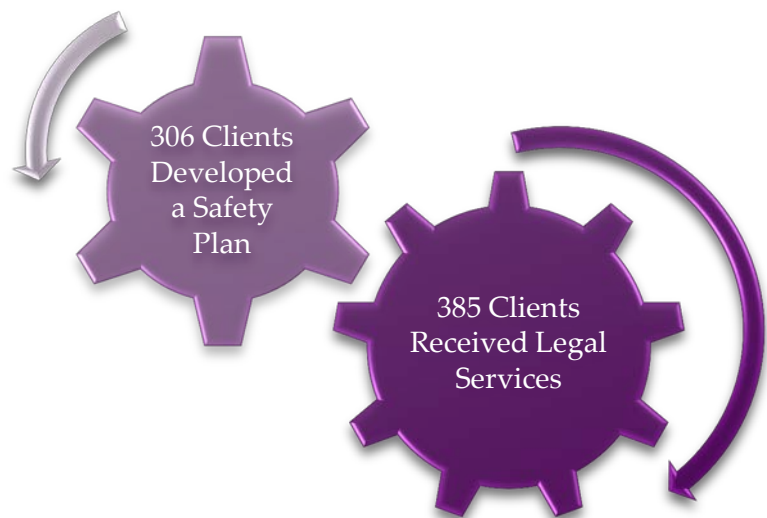 306 Clients
Developed
a Safety
Plan
385 Clients
Received Legal
Services